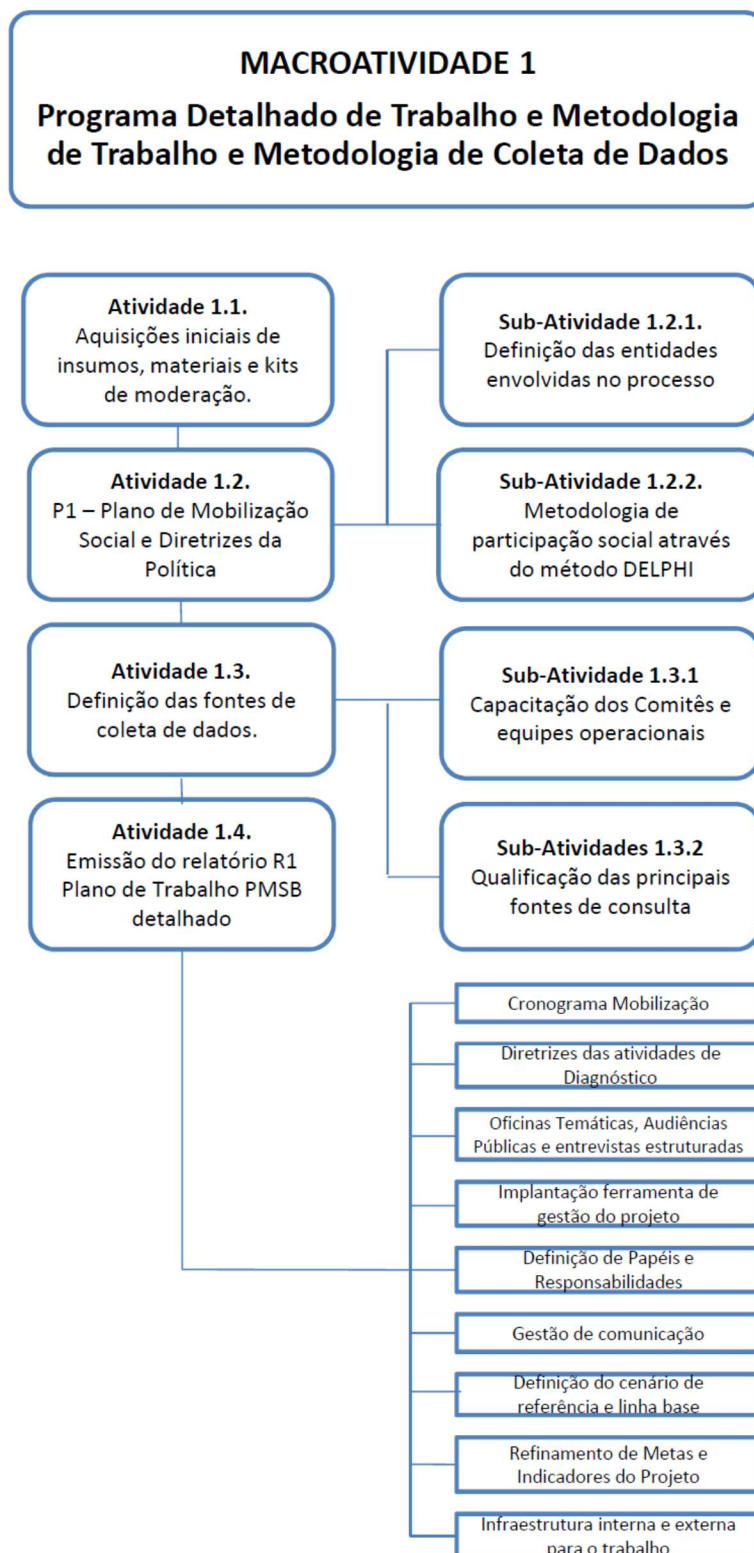 MACROATIVIDADE 1
Programa Detalhado de Trabalho e Metodologia
de Trabalho e Metodologia de Coleta de Dados
Atividade 1.1.
Aquisições iniciais de
insumos, materiais e kits
de moderação.
Sub-Atividade 1.2.1.
Definição das entidades
envolvidas no processo
Atividade 1.2.
P1 – Plano de Mobilização
Social e Diretrizes da
Política
Sub-Atividade 1.2.2.
Metodologia de
participação social através
do método DELPHI
Atividade 1.3.
Definição das fontes de
coleta de dados.
Sub-Atividade 1.3.1
Capacitação dos Comitês e
equipes operacionais
Atividade 1.4.
Emissão do relatório R1
Plano de Trabalho PMSB
detalhado
Sub-Atividades 1.3.2
Qualificação das principais
fontes de consulta
Cronograma Mobilização
Diretrizes das atividades de
Diagnóstico
Oficinas Temáticas, Audiências
Públicas e entrevistas estruturadas
Implantação ferramenta de
gestão do projeto
Definição de Papéis e
Responsabilidades
Gestão de comunicação
Definição do cenário de
referência e linha base
Refinamento de Metas e
Indicadores do Projeto
Infraestrutura interna e externa
para o trabalho